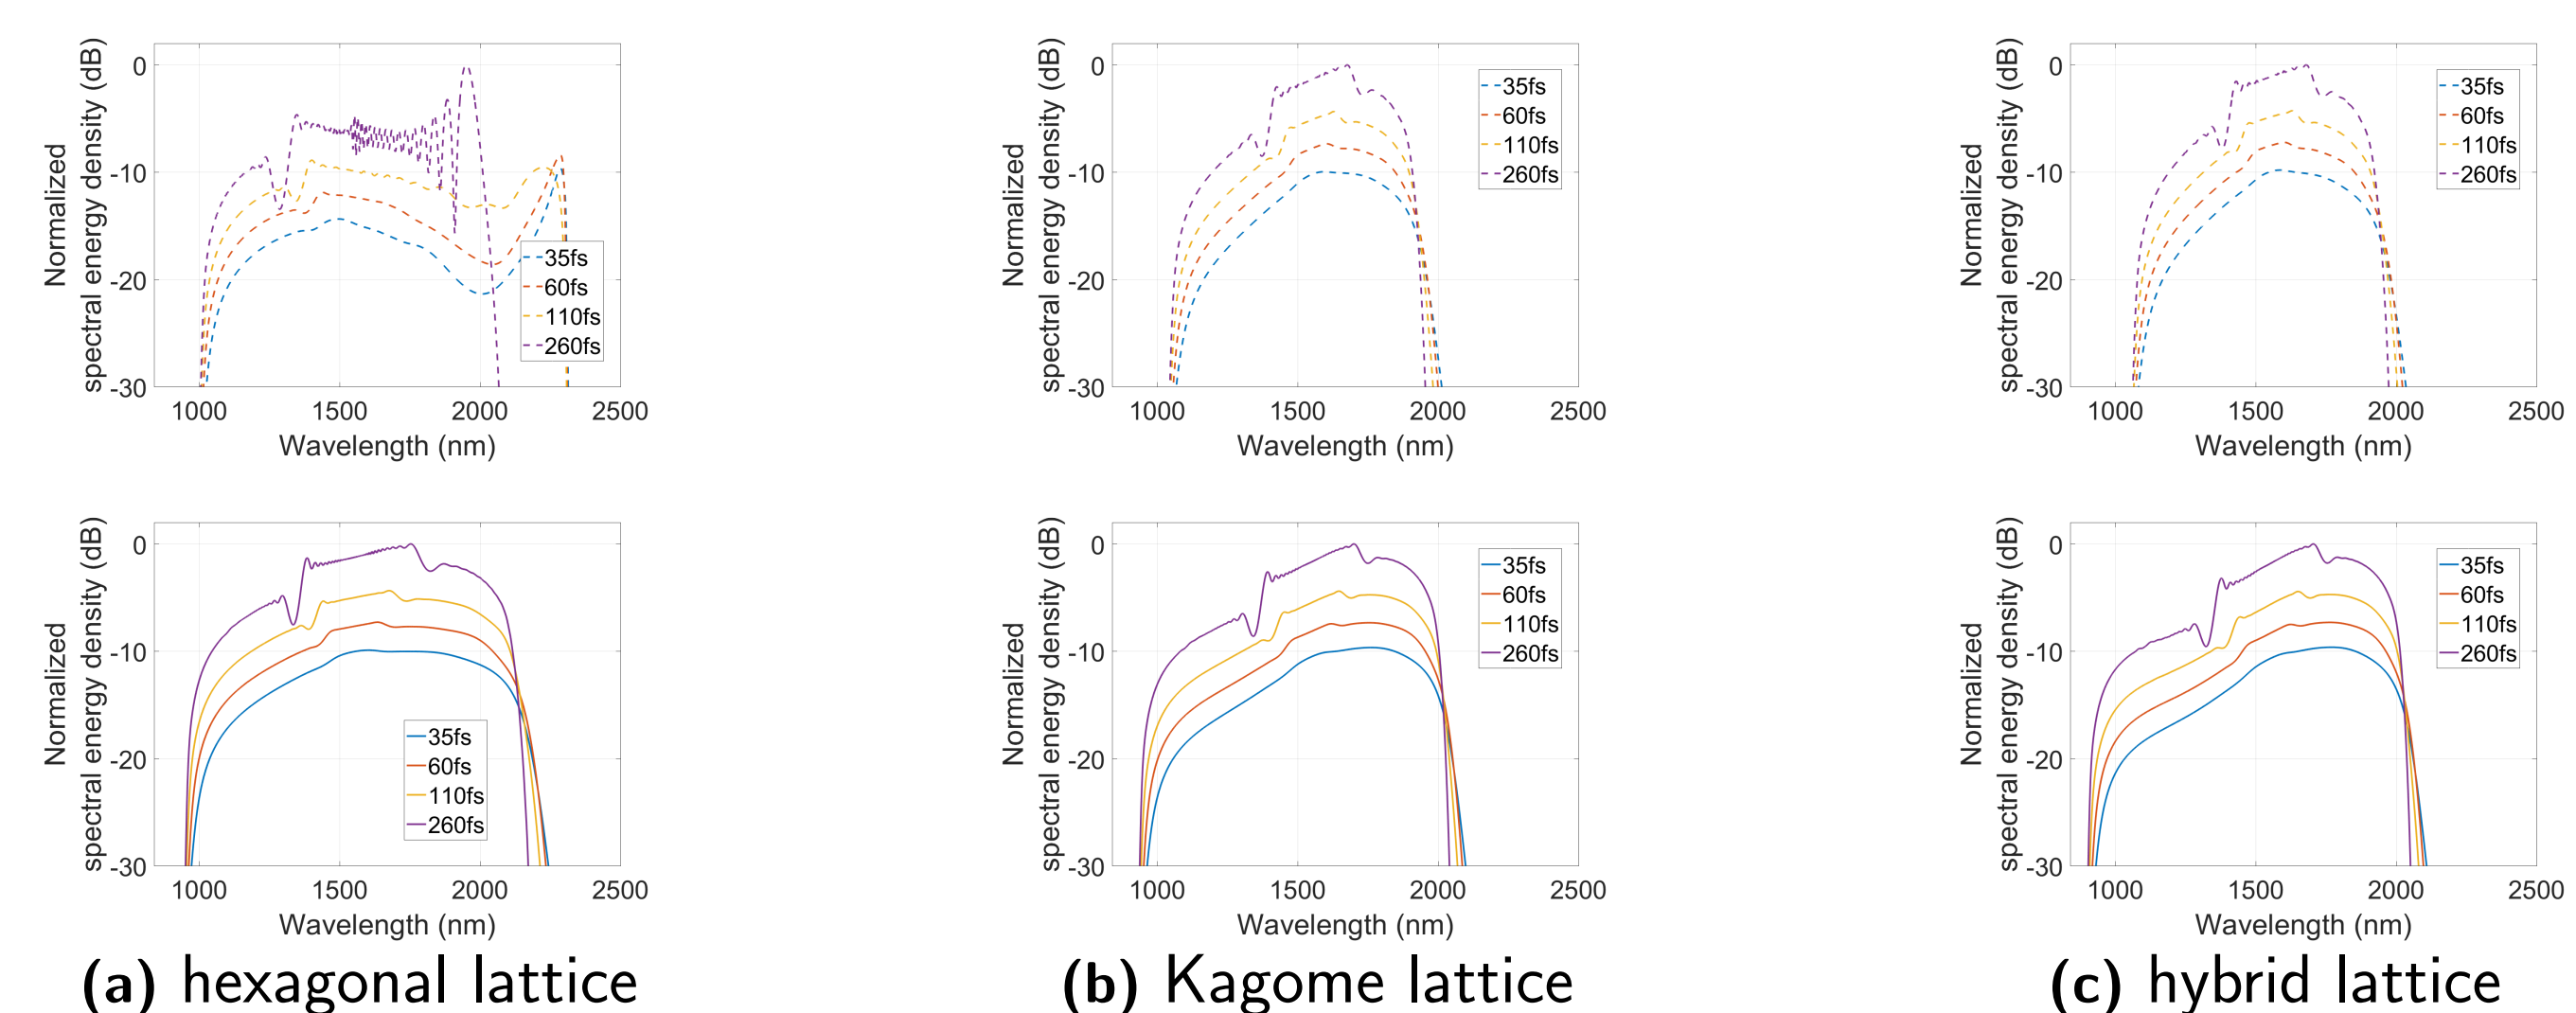 Normalized
spectral energy density (dB)
0
-10
-20
-30
1000 1500 2000 2500
Wavelength (nm)
35fs
60fs
110fs
260fs
Normalized
spectral energy density (dB)
0
-10
-20
-30
1000 1500 2000 2500
Wavelength (nm)
35fs
60fs
110fs
260fs
Normalized
spectral energy density (dB)
0
-10
-20
-30
1000 1500 2000 2500
Wavelength (nm)
35fs
60fs
110fs
260fs
Normalized
spectral energy density (dB)
0
-10
-20
-30
1000 1500 2000 2500
Wavelength (nm)
35fs
60fs
110fs
260fs
Normalized
spectral energy density (dB)
0
-10
-20
-30
1000 1500 2000 2500
Wavelength (nm)
35fs
60fs
110fs
260fs
Normalized
spectral energy density (dB)
0
-10
-20
-30
1000 1500 2000 2500
Wavelength (nm)
35fs
60fs
110fs
260fs
(a) hexagonal lattice
(b) Kagome lattice
(c) hybrid lattice